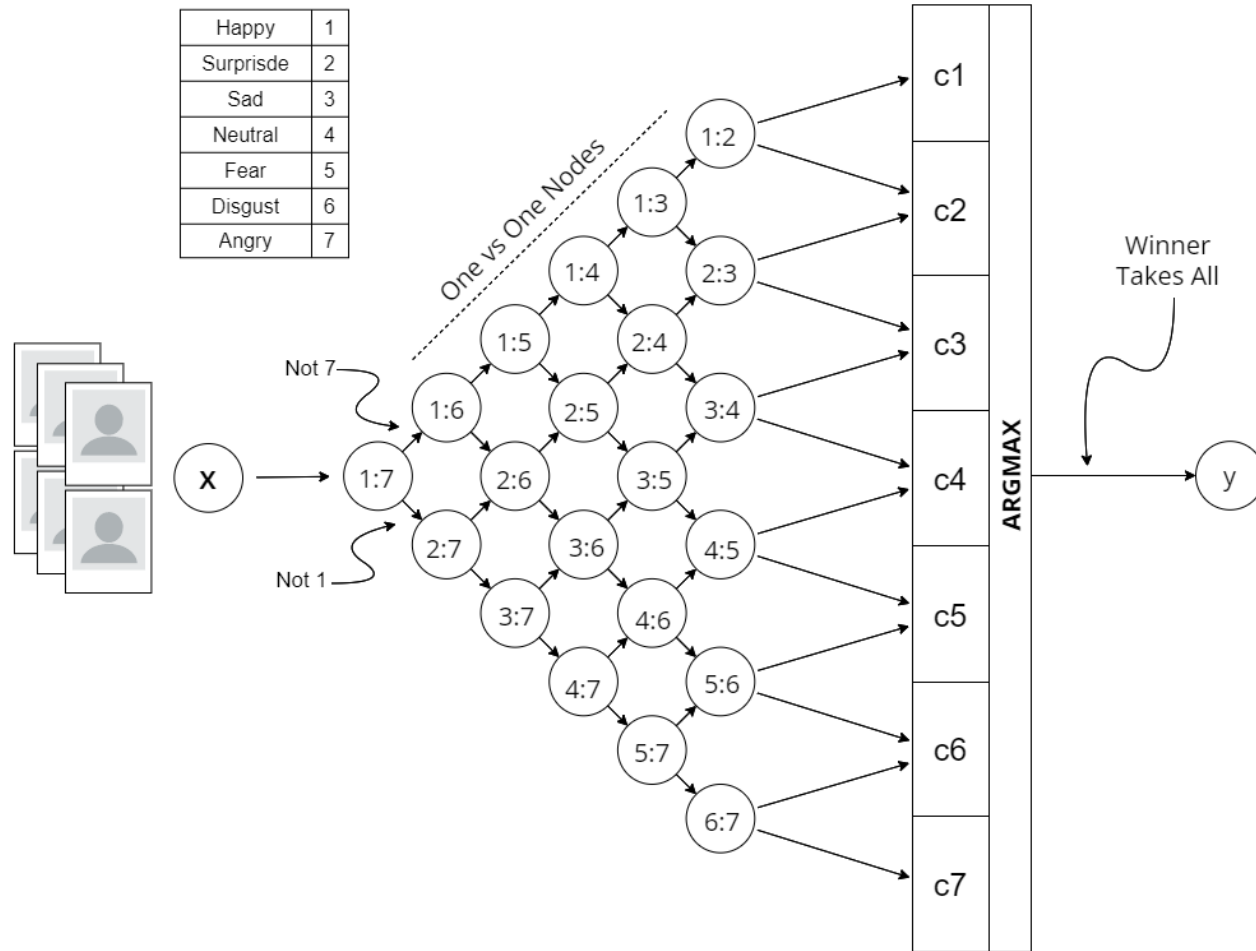 Happy 1
Surprisde 2
Sad 3
Neutral 4
Fear 5
Disgust 6
Angry 7
One vs One Nodes
Not 7
Not 1
x
1:7
1:6
2:7
1:5
2:6
3:7
1:4
2:5
3:6
4:7
1:3
2:4
3:5
4:6
5:7
1:2
2:3
3:4
4:5
5:6
6:7
c1
c2
c3
c4
c5
c6
c7
ARGMAX
Winner
Takes All
y